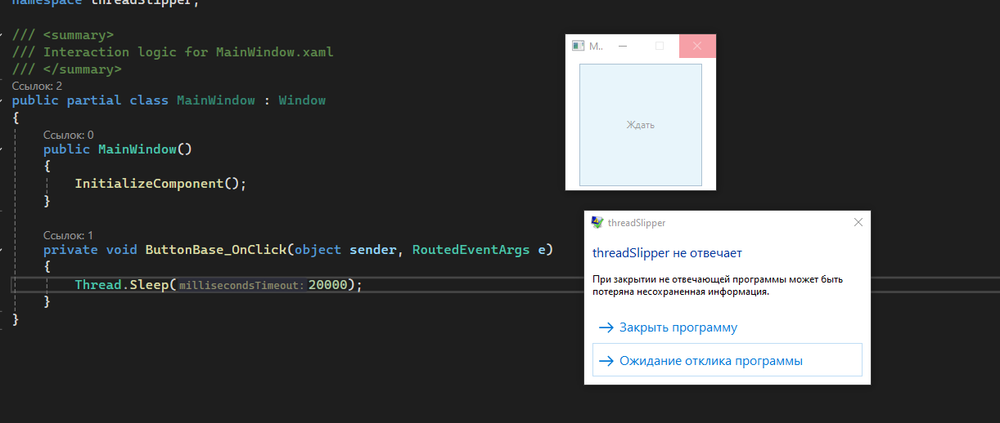 namespace threadSlipper;
/// <summary>
/// Interaction logic for MainWindow.xaml
/// </summary>
Ссылок: 2
public partial class MainWindow : Window
{
Ссылок: 0
public MainWindow()
{
InitializeComponent();
}
Ссылок: 1
private void ButtonBase_OnClick(object sender, RoutedEventArgs e)
{
Thread.Sleep(millisecondsTimeout: 20000);
}
}
M..
Ждать
threadSlipper
threadSlipper не отвечает
При закрытии не отвечающей программы может быть
потеряна несохраненная информация.
Закрыть программу
Ожидание отклика программы